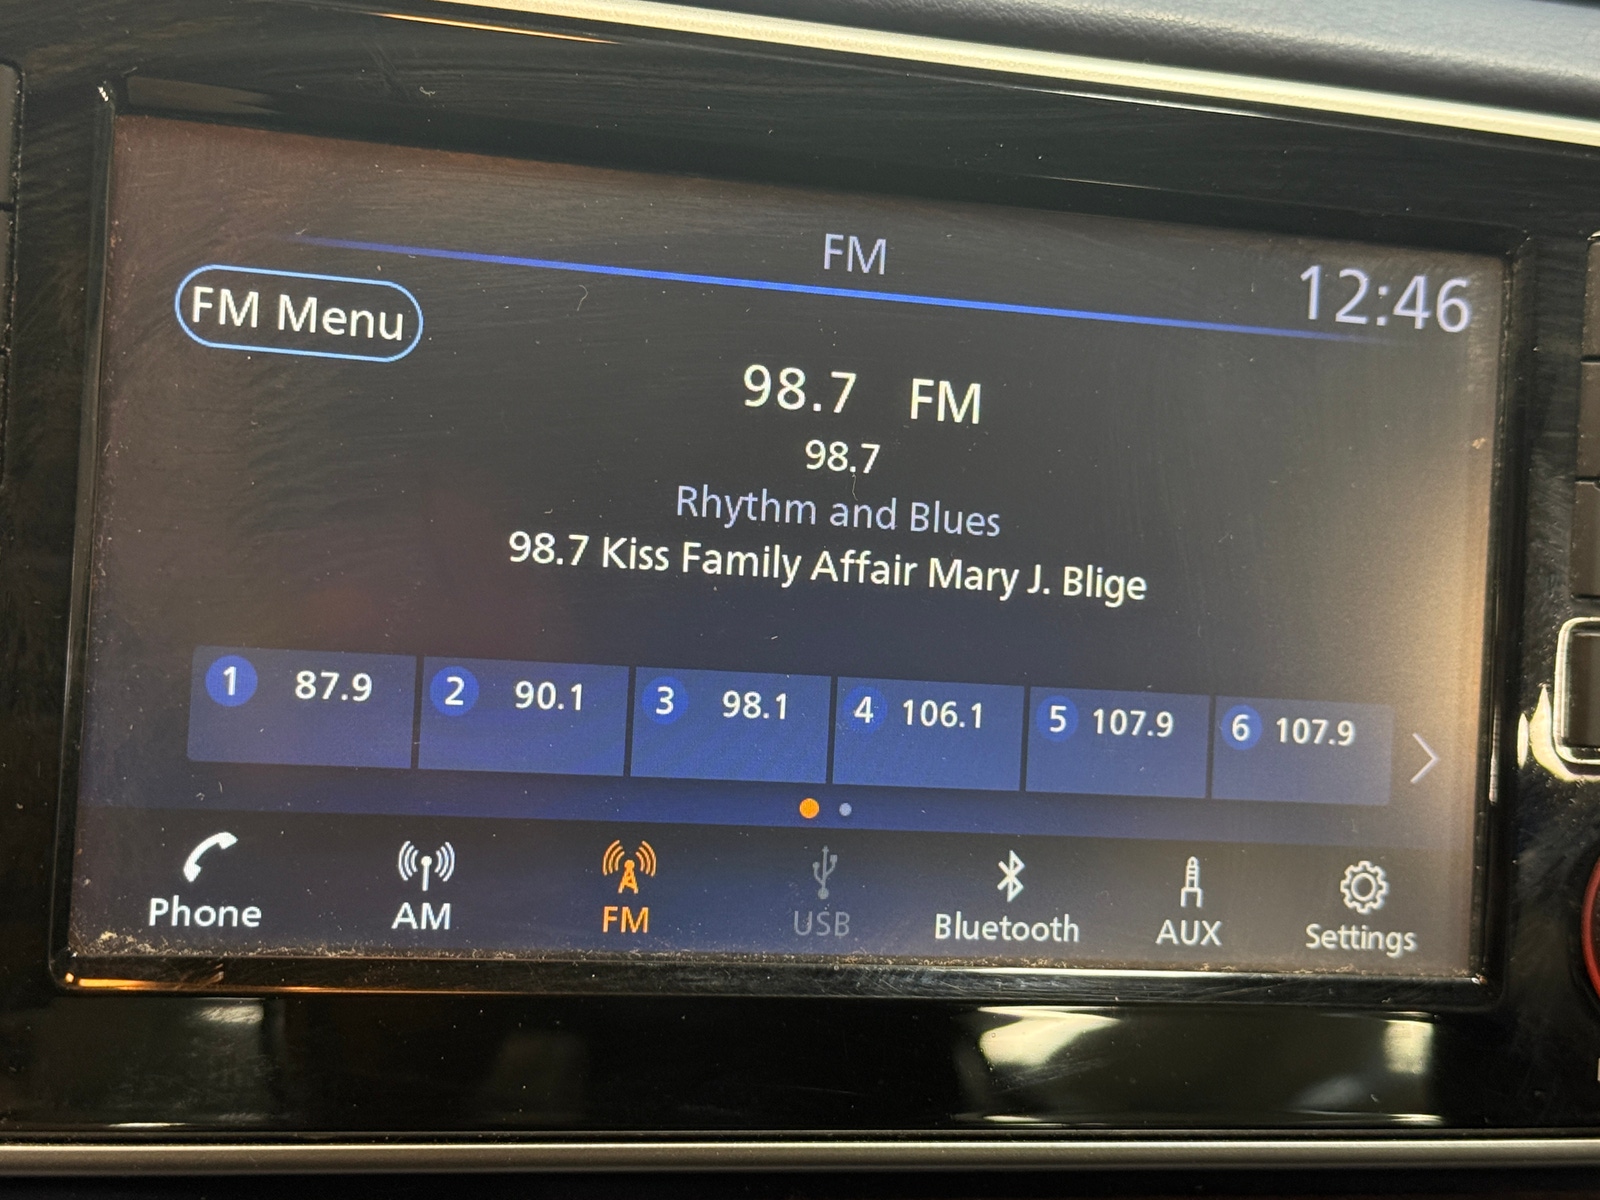 FM
12:46
FM Menu
98.7 FM
98.7
Rhythm and Blues
98.7 Kiss Family Affair Mary J. Blige
1 87.9 2 90.1 3 98.1 4 106.1 5 107.9 6 107.9
Phone AM FM USB Bluetooth AUX Settings